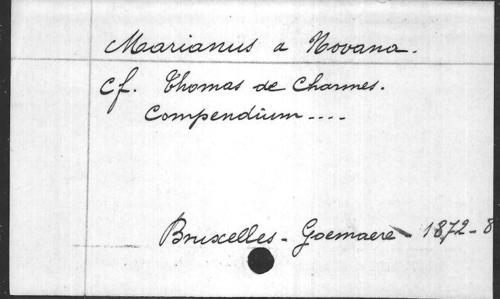 Marianus a Novana.
Cf. Thomas de Charmes.
Compendium ....
Bruxelles - Goemaere - 1872 - 8